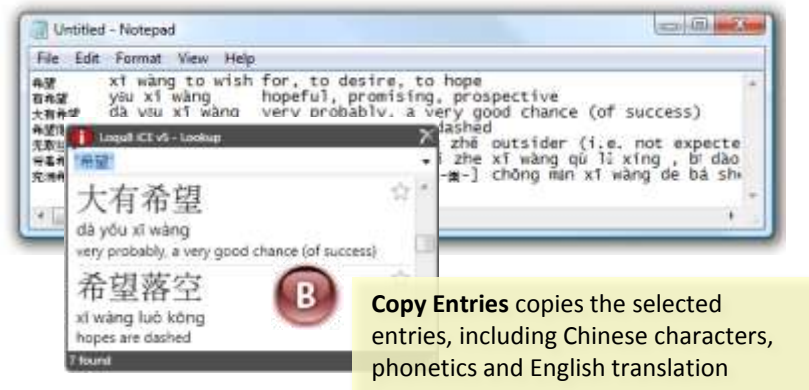 Untitled - Notepad
File Edit Format View Help
希望 xī wàng to wish for, to desire, to hope
有希望 yǒu xī wàng hopeful, promising, prospective
大有希望 dà yǒu xī wàng very probably, a very good chance (of success)
希望 dashed
zhě outsider (i.e. not expecte
zhe xī wàng qù lǚ xíng , bǐ dào
充满 chōng mǎn xī wàng de bá sh
Loqu8 iCE v5 - Lookup
"希望"
大有希望
dà yǒu xī wàng
very probably, a very good chance (of success)
希望落空
xī wàng luò kōng
hopes are dashed
7 found
B
Copy Entries copies the selected
entries, including Chinese characters,
phonetics and English translation